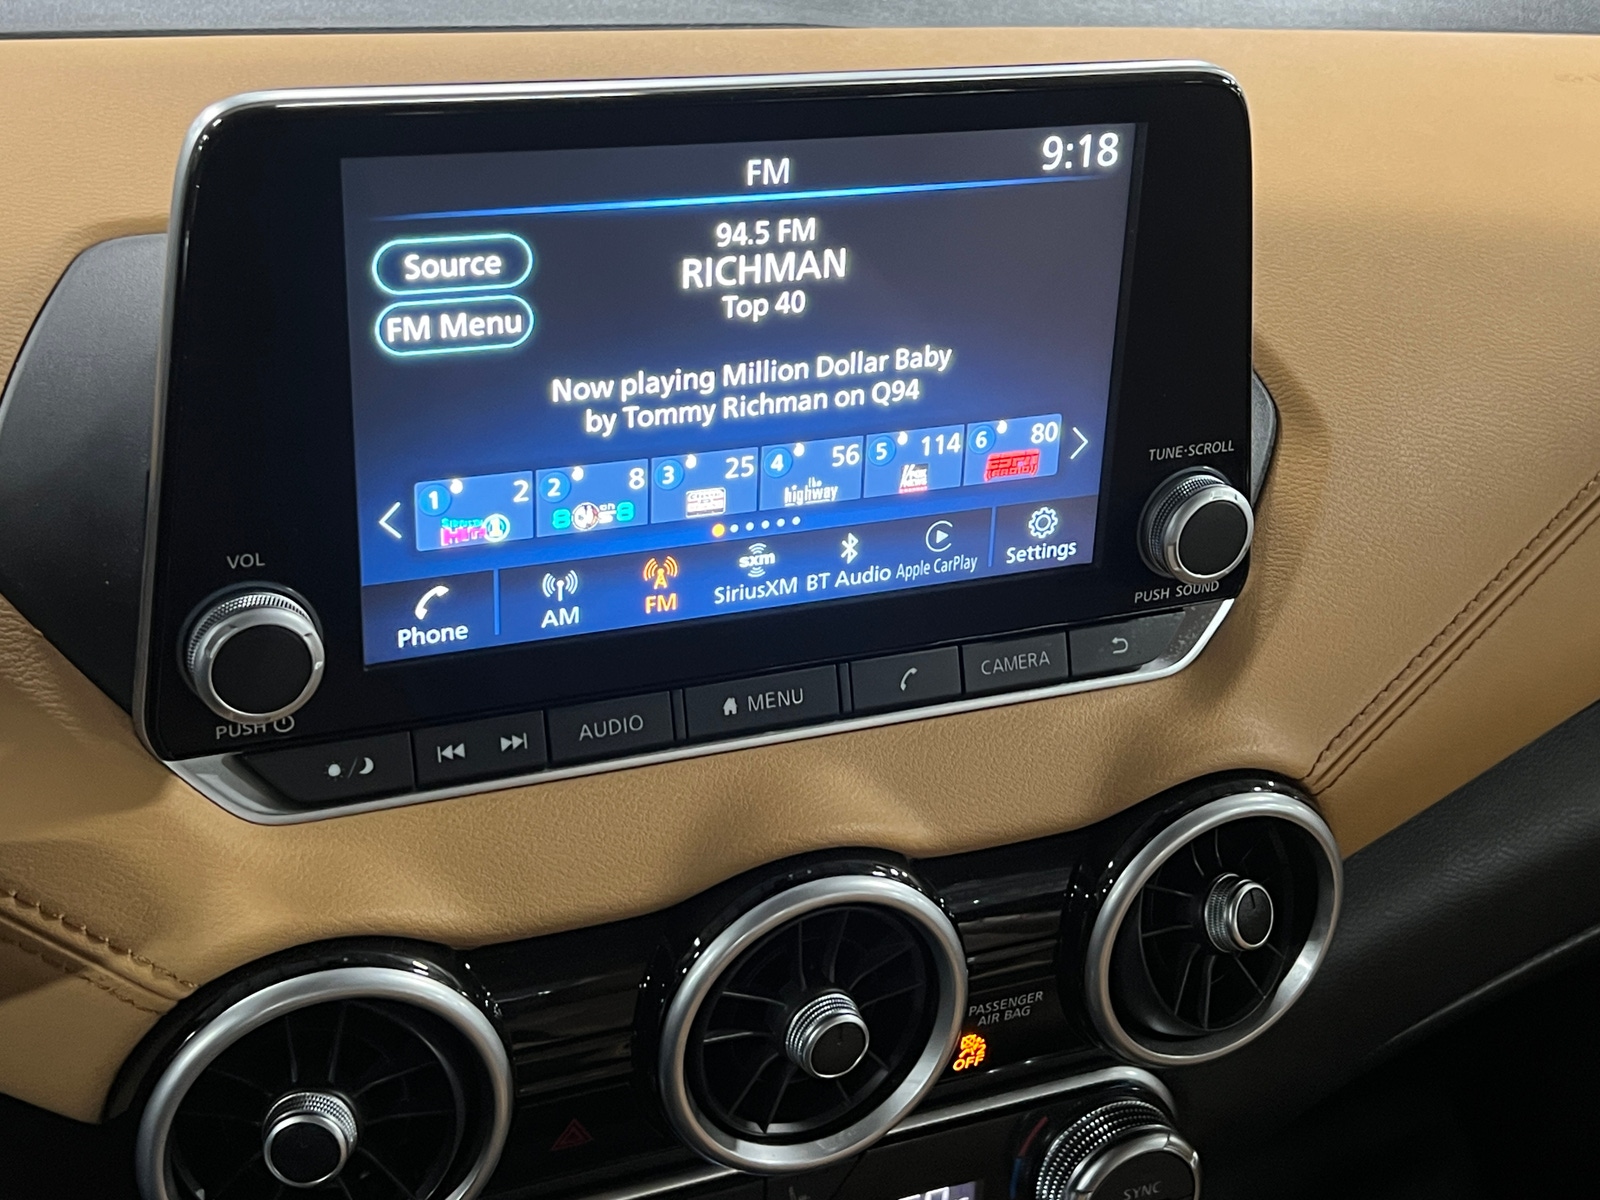 FM
9:18
94.5 FM
Source
RICHMAN
Top 40
FM Menu
Now playing Million Dollar Baby
by Tommy Richman on Q94
1 2
2 8
3 25
4 56
5 114
6 80
the
highway
Phone
AM
FM
sxm
SiriusXM
BT Audio
Apple CarPlay
Settings
VOL
PUSH
TUNE·SCROLL
PUSH SOUND
AUDIO
MENU
CAMERA
PASSENGER
AIR BAG
OFF
SYNC